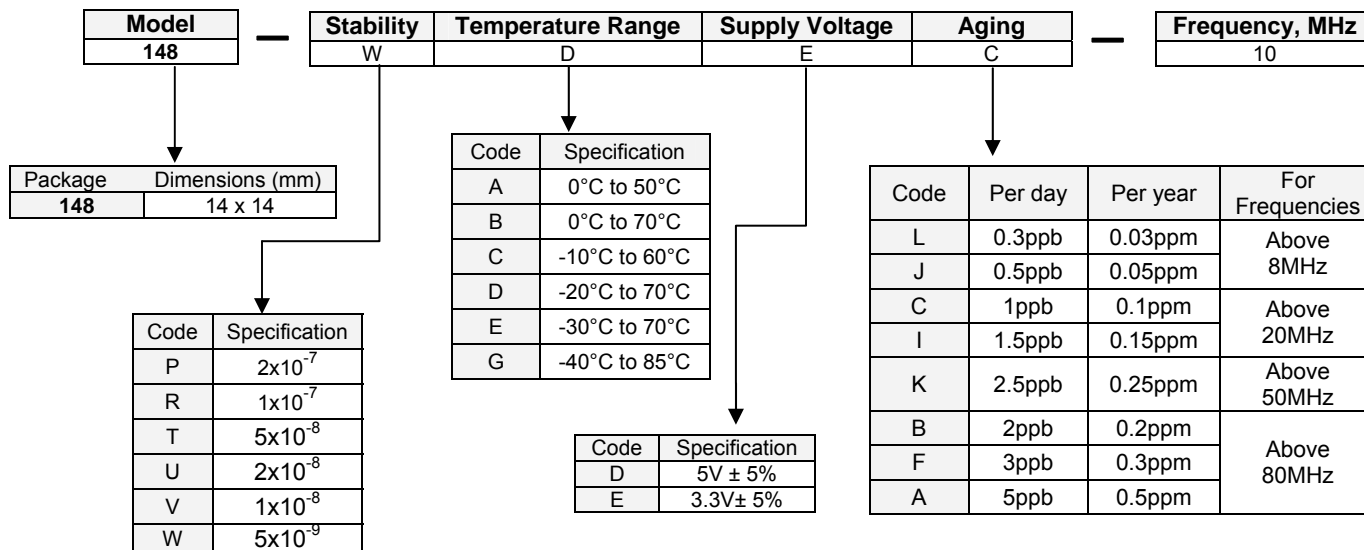 Model — Stability Temperature Range Supply Voltage Aging — Frequency, MHz
148 W D E C 10
Package Dimensions (mm)
148 14 x 14
Code Specification
P 2x10⁻⁷
R 1x10⁻⁷
T 5x10⁻⁸
U 2x10⁻⁸
V 1x10⁻⁸
W 5x10⁻⁹
Code Specification
A 0°C to 50°C
B 0°C to 70°C
C -10°C to 60°C
D -20°C to 70°C
E -30°C to 70°C
G -40°C to 85°C
Code Specification
D 5V ± 5%
E 3.3V± 5%
Code Per day Per year For Frequencies
L 0.3ppb 0.03ppm Above 8MHz
J 0.5ppb 0.05ppm
C 1ppb 0.1ppm Above 20MHz
I 1.5ppb 0.15ppm
K 2.5ppb 0.25ppm Above 50MHz
B 2ppb 0.2ppm Above 80MHz
F 3ppb 0.3ppm
A 5ppb 0.5ppm